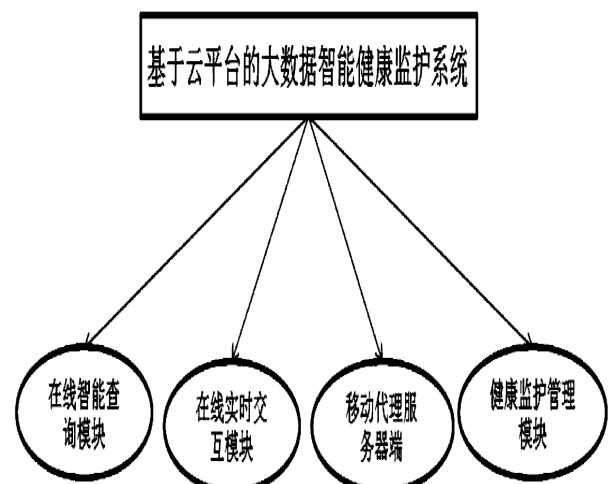 基于云平台的大数据智能健康监护系统
在线智能查
询模块
在线实时交
互模块
移动代理服
务器端
健康监护管理
模块